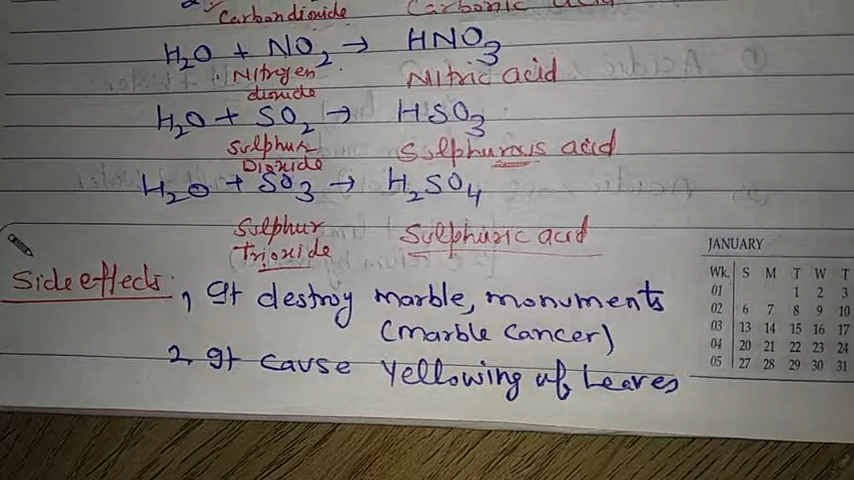 Carbondioxide Carbonic acid
H₂O + NO₂ → HNO₃
Nitrogen dioxide Nitric acid
H₂O + SO₂ → HSO₃
Sulphur Dioxide Sulphurous acid
H₂O + SO₃ → H₂SO₄
Sulphur Trioxide Sulphuric acid
Side effects
1, It destroy marble, monuments
(marble cancer)
2, It cause yellowing of leaves
JANUARY
Wk. S M T W T
01 1 2 3
02 6 7 8 9 10
03 13 14 15 16 17
04 20 21 22 23 24
05 27 28 29 30 31